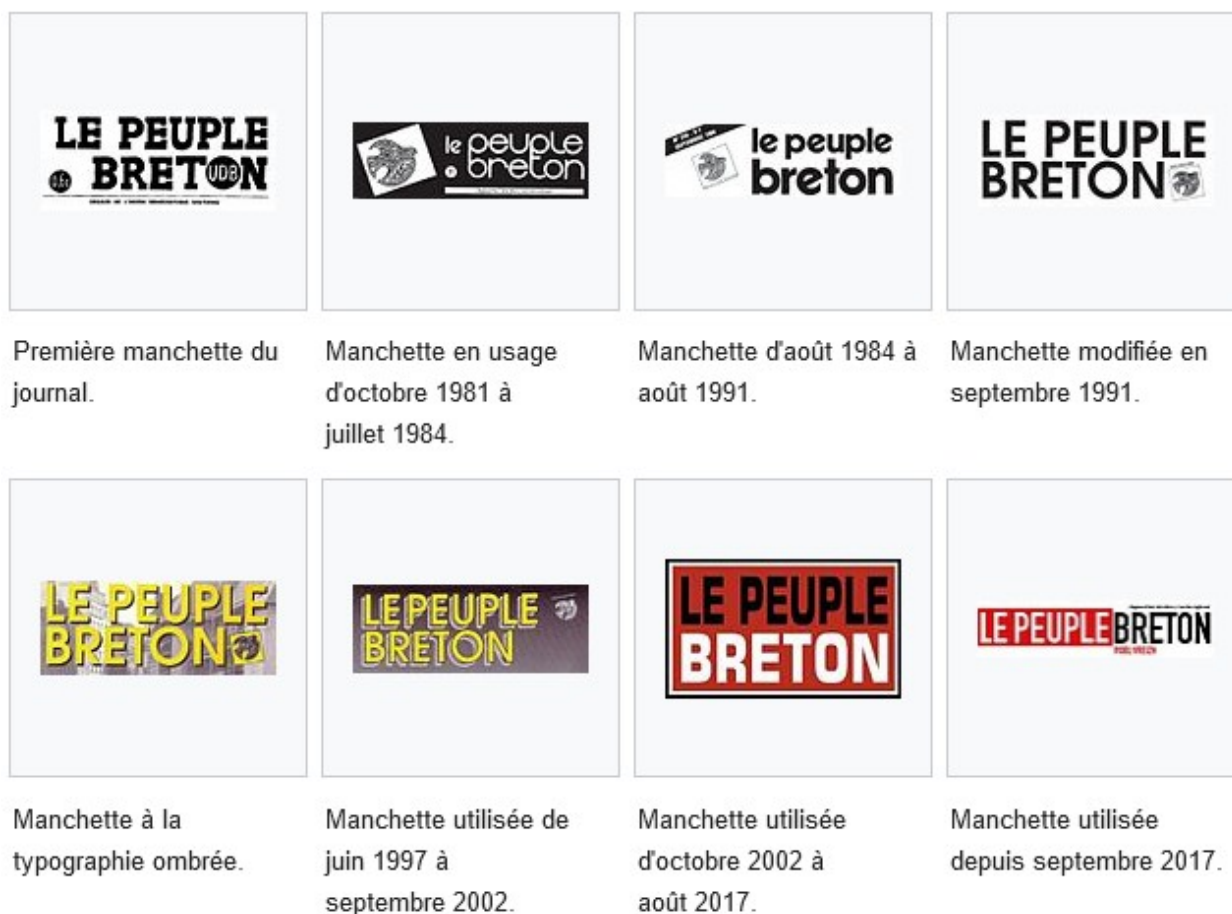 LE PEUPLE
BRETON
UDB
le peuple
breton
le peuple
breton
LE PEUPLE
BRETON
Première manchette du
journal.
Manchette en usage
d'octobre 1981 à
juillet 1984.
Manchette d'août 1984 à
août 1991.
Manchette modifiée en
septembre 1991.
LE PEUPLE
BRETON
LE PEUPLE
BRETON
LE PEUPLE
BRETON
LE PEUPLE BRETON
Manchette à la
typographie ombrée.
Manchette utilisée de
juin 1997 à
septembre 2002.
Manchette utilisée
d'octobre 2002 à
août 2017.
Manchette utilisée
depuis septembre 2017.